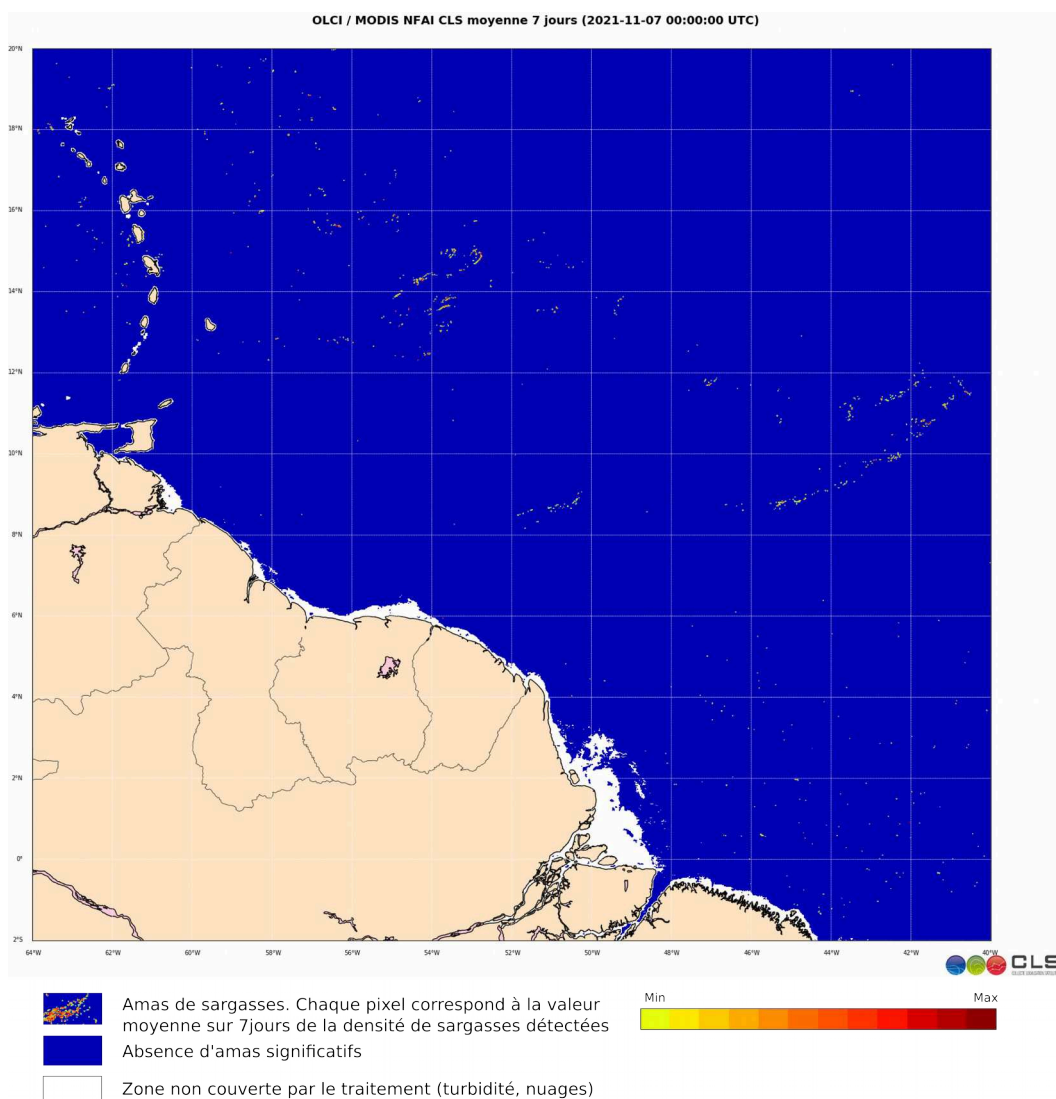 OLCI / MODIS NFAI CLS moyenne 7 jours (2021-11-07 00:00:00 UTC)
20°N
18°N
16°N
14°N
12°N
10°N
8°N
6°N
4°N
2°N
0°
2°S
64°W 62°W 60°W 58°W 56°W 54°W 52°W 50°W 48°W 46°W 44°W 42°W 40°W
CLS
Amas de sargasses. Chaque pixel correspond à la valeur
moyenne sur 7jours de la densité de sargasses détectées
Min Max
Absence d'amas significatifs
Zone non couverte par le traitement (turbidité, nuages)